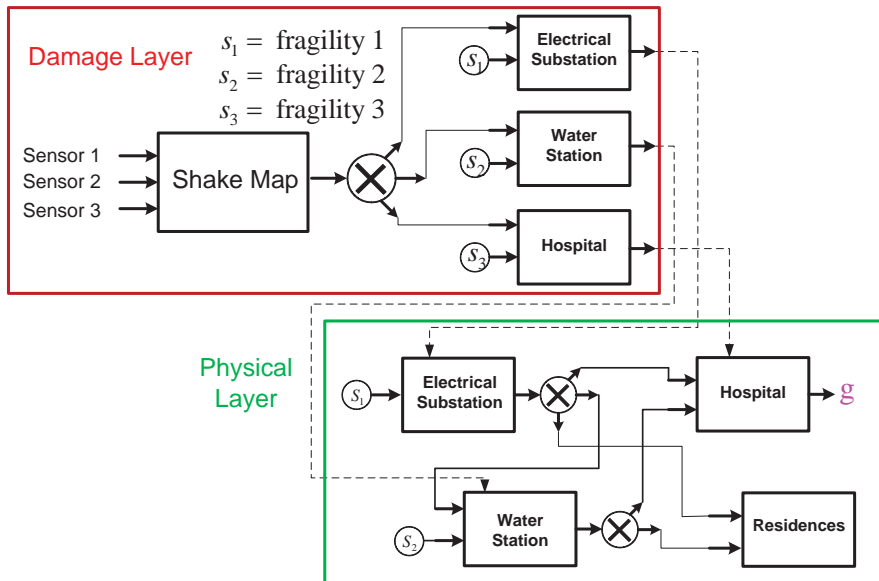 Damage Layer
s₁ = fragility 1
s₂ = fragility 2
s₃ = fragility 3
Sensor 1
Sensor 2
Sensor 3
Shake Map
s₁
Electrical
Substation
s₂
Water
Station
s₃
Hospital
Physical
Layer
s₁
Electrical
Substation
Hospital
g
s₂
Water
Station
Residences